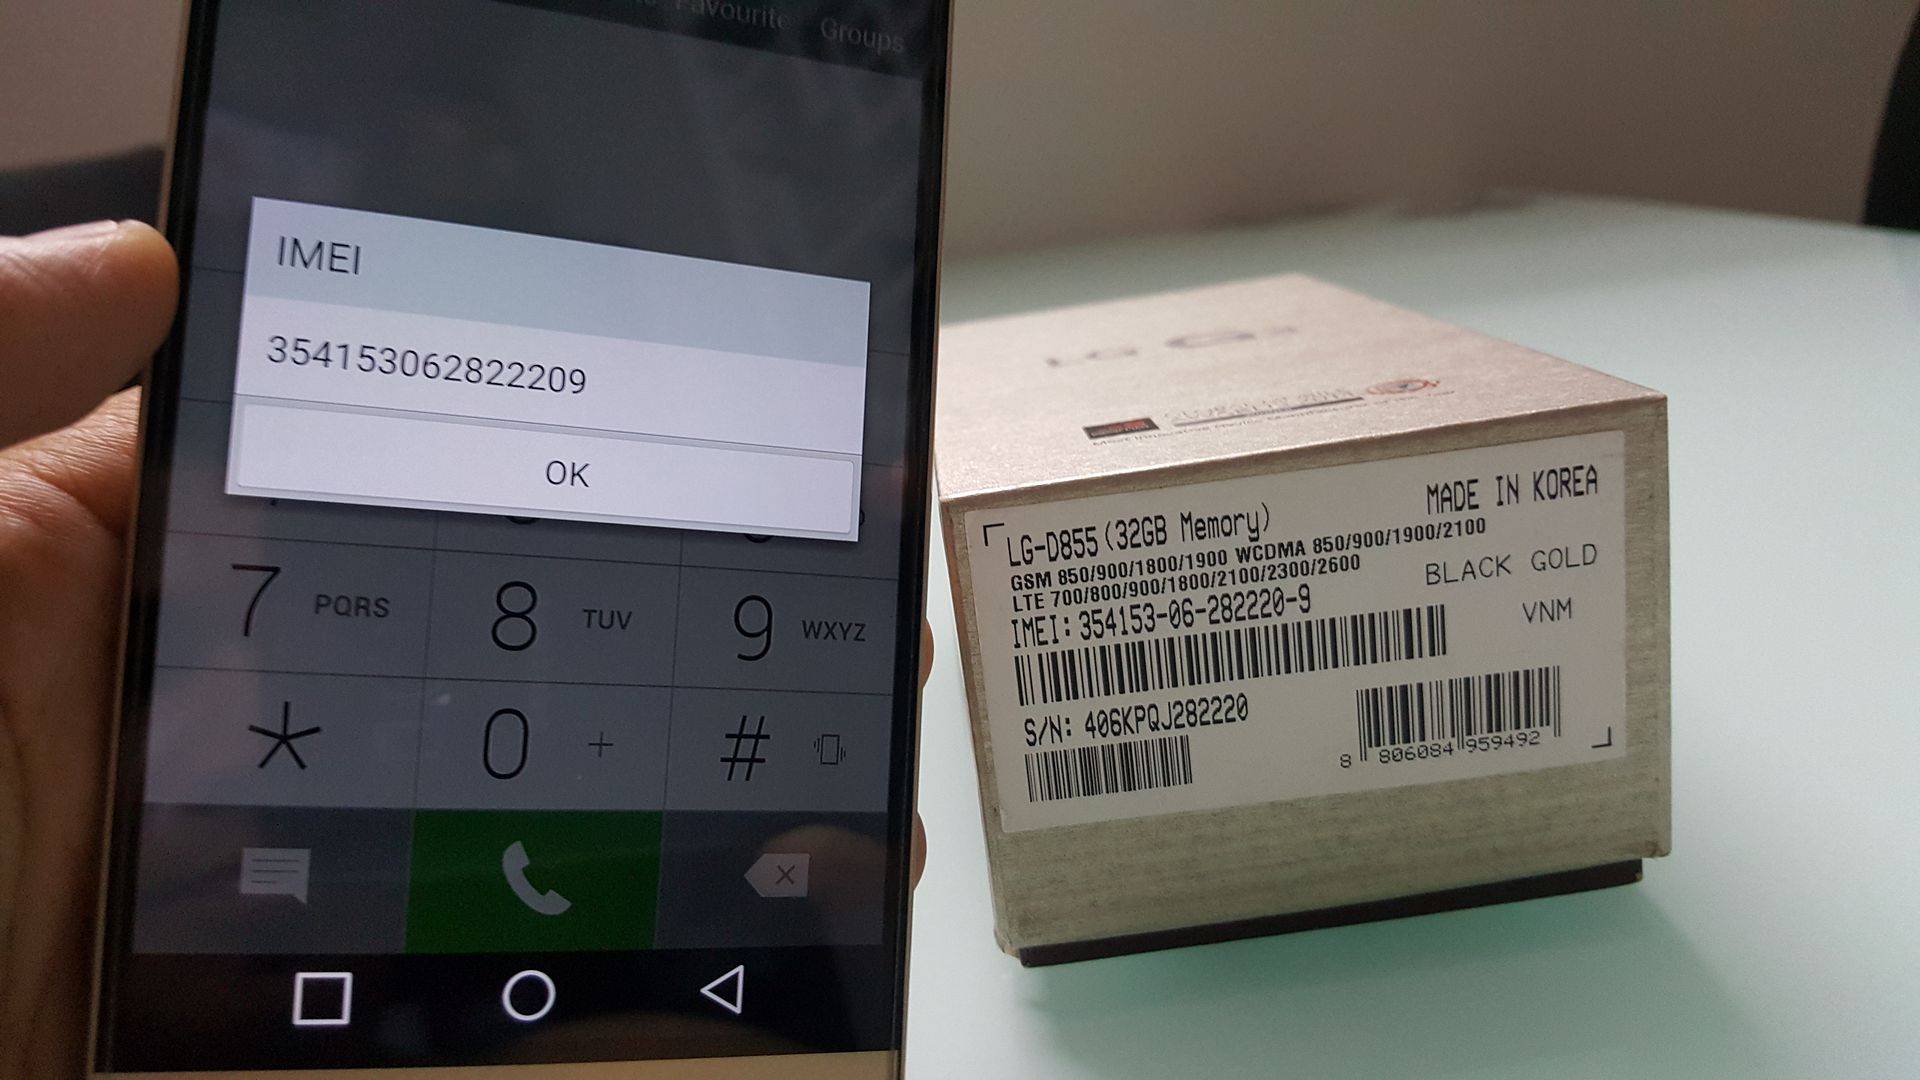 Favourite Groups
IMEI
354153062822209
OK
7 PQRS 8 TUV 9 WXYZ
* 0 + #
LG
MADE IN KOREA
LG-D855(32GB Memory)
GSM 850/900/1800/1900 WCDMA 850/900/1900/2100
LTE 700/800/900/1800/2100/2300/2600
BLACK GOLD
IMEI: 354153-06-282220-9
VNM
S/N: 406KPQJ282220
8 806084 959492